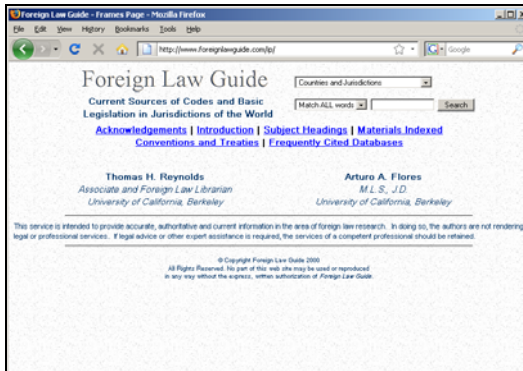 Foreign Law Guide - Frames Page - Mozilla Firefox
File Edit View History Bookmarks Tools Help
http://www.foreignlawguide.com/ip/
Google
Foreign Law Guide
Countries and Jurisdictions
Current Sources of Codes and Basic
Legislation in Jurisdictions of the World
Match ALL words
Search
Acknowledgements | Introduction | Subject Headings | Materials Indexed
Conventions and Treaties | Frequently Cited Databases
Thomas H. Reynolds
Associate and Foreign Law Librarian
University of California, Berkeley
Arturo A. Flores
M.L.S., J.D.
University of California, Berkeley
This service is intended to provide accurate, authoritative and current information in the area of foreign law research. In doing so, the authors are not rendering
legal or professional services. If legal advice or other expert assistance is required, the services of a competent professional should be retained.
© Copyright Foreign Law Guide 2000
All Rights Reserved. No part of this web site may be used or reproduced
in any way without the express, written authorization of Foreign Law Guide.